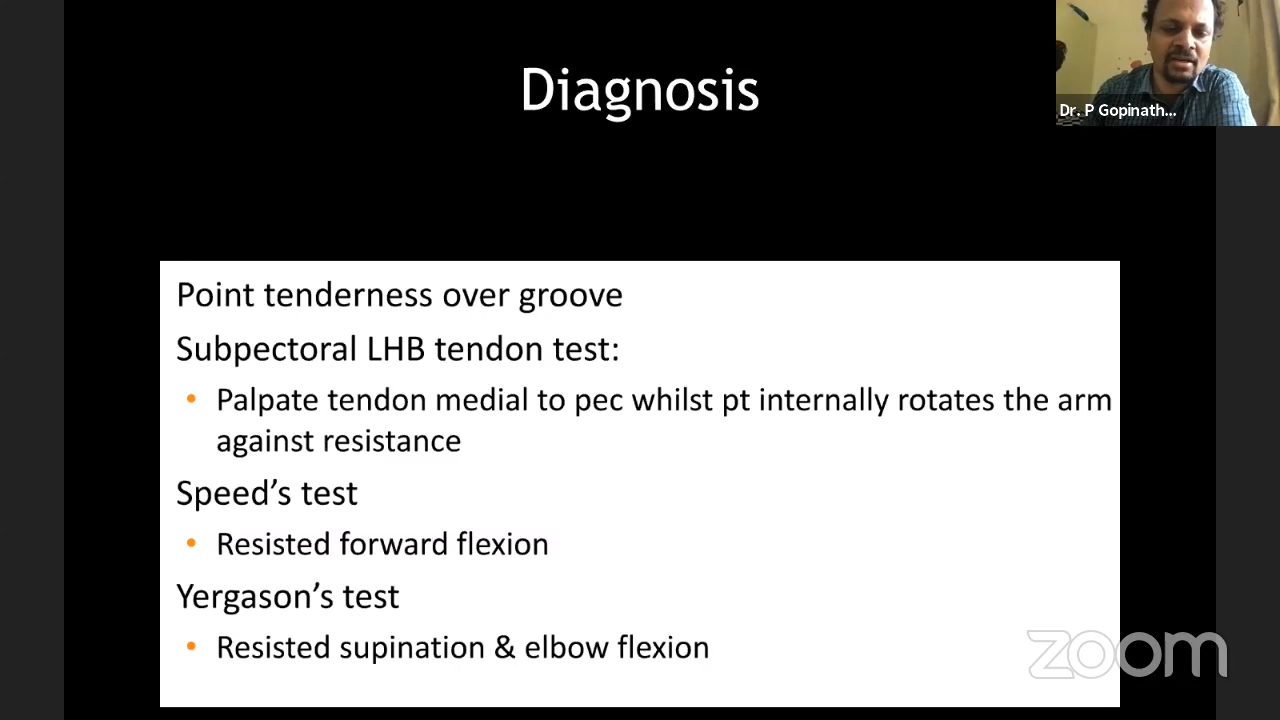 Diagnosis
Dr. P Gopinath...
Point tenderness over groove
Subpectoral LHB tendon test:
• Palpate tendon medial to pec whilst pt internally rotates the arm
against resistance
Speed’s test
• Resisted forward flexion
Yergason’s test
• Resisted supination & elbow flexion
zoom